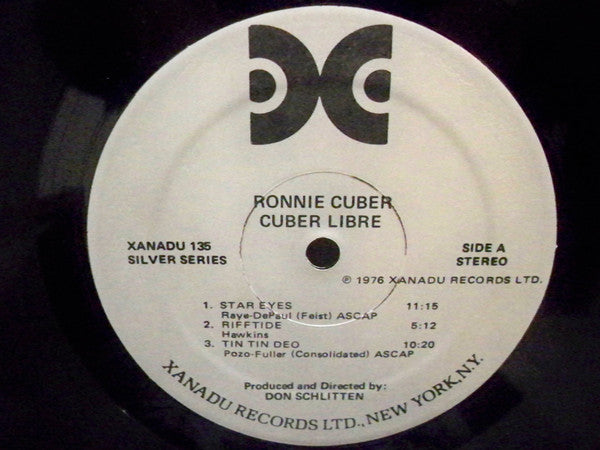 RONNIE CUBER
CUBER LIBRE
XANADU 135
SILVER SERIES
SIDE A
STEREO
℗ 1976 XANADU RECORDS LTD.
1. STAR EYES 11:15
Raye-DePaul (Feist) ASCAP
2. RIFFTIDE 5:12
Hawkins
3. TIN TIN DEO 10:20
Pozo-Fuller (Consolidated) ASCAP
Produced and Directed by:
DON SCHLITTEN
XANADU RECORDS LTD., NEW YORK, N.Y.